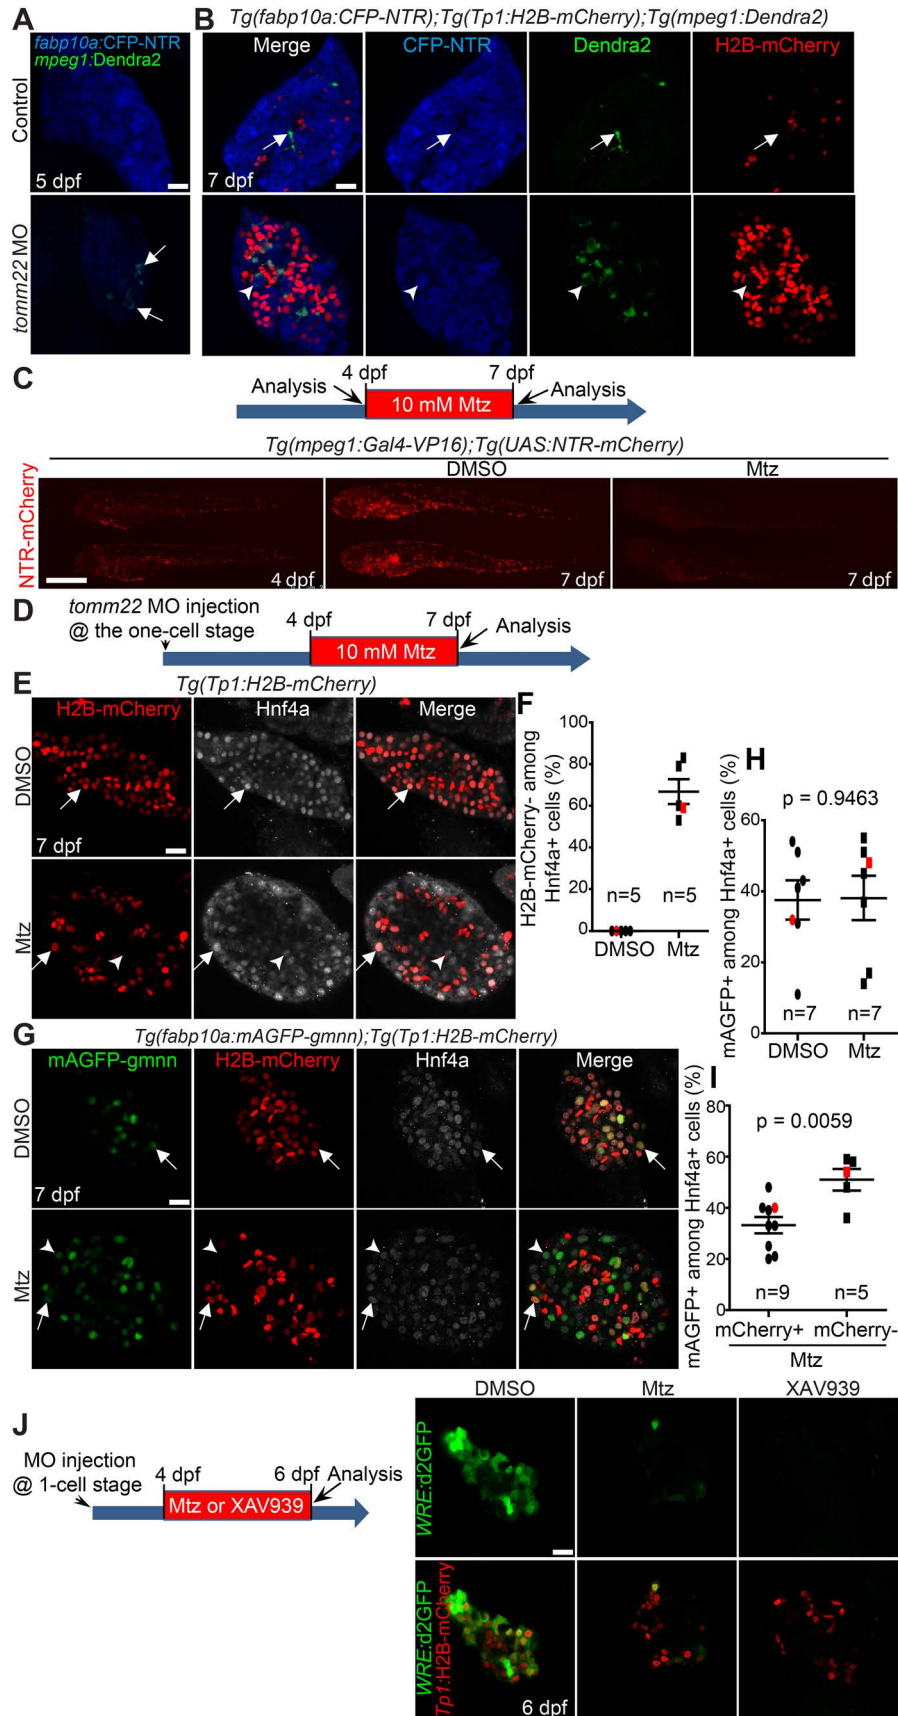 A
fabp10a:CFP-NTR
mpeg1:Dendra2
Control
5 dpf
tomm22 MO
B
Tg(fabp10a:CFP-NTR);Tg(Tp1:H2B-mCherry);Tg(mpeg1:Dendra2)
Merge
CFP-NTR
Dendra2
H2B-mCherry
7 dpf
C
4 dpf
7 dpf
Analysis
10 mM Mtz
Analysis
Tg(mpeg1:Gal4-VP16);Tg(UAS:NTR-mCherry)
DMSO
Mtz
NTR-mCherry
4 dpf
7 dpf
7 dpf
D
tomm22 MO injection
@ the one-cell stage
4 dpf
7 dpf
Analysis
10 mM Mtz
E
Tg(Tp1:H2B-mCherry)
H2B-mCherry
Hnf4a
Merge
DMSO
7 dpf
Mtz
F
H2B-mCherry- among
Hnf4a+ cells (%)
100
80
60
40
20
0
n=5
n=5
DMSO
Mtz
G
Tg(fabp10a:mAGFP-gmnn);Tg(Tp1:H2B-mCherry)
mAGFP-gmnn
H2B-mCherry
Hnf4a
Merge
DMSO
7 dpf
Mtz
H
mAGFP+ among Hnf4a+ cells (%)
p = 0.9463
60
40
20
0
n=7
n=7
DMSO
Mtz
I
mAGFP+ among Hnf4a+ cells (%)
80
p = 0.0059
60
40
20
0
n=9
n=5
mCherry+
mCherry-
Mtz
J
MO injection
@ 1-cell stage
4 dpf
6 dpf
Analysis
Mtz or XAV939
DMSO
Mtz
XAV939
WRE:d2GFP
WRE:d2GFP
Tp1:H2B-mCherry
6 dpf